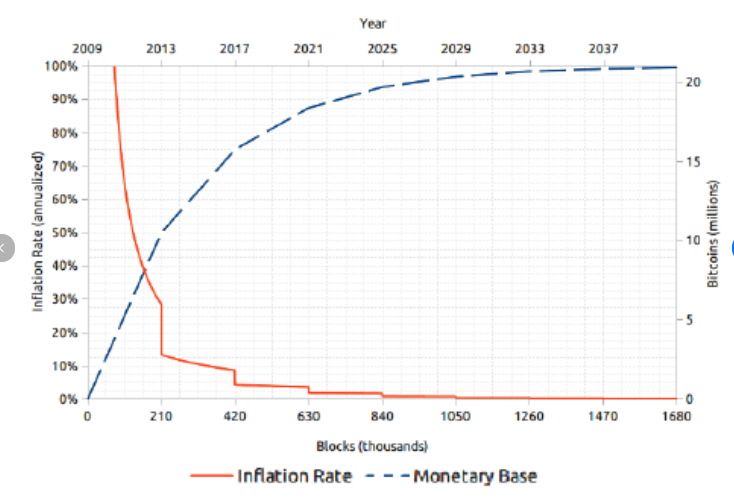 Year
2009 2013 2017 2021 2025 2029 2033 2037
100%
90%
80%
70%
60%
50%
40%
30%
20%
10%
0%
Inflation Rate (annualized)
20
15
10
5
0
Bitcoins (millions)
0 210 420 630 840 1050 1260 1470 1680
Blocks (thousands)
Inflation Rate Monetary Base